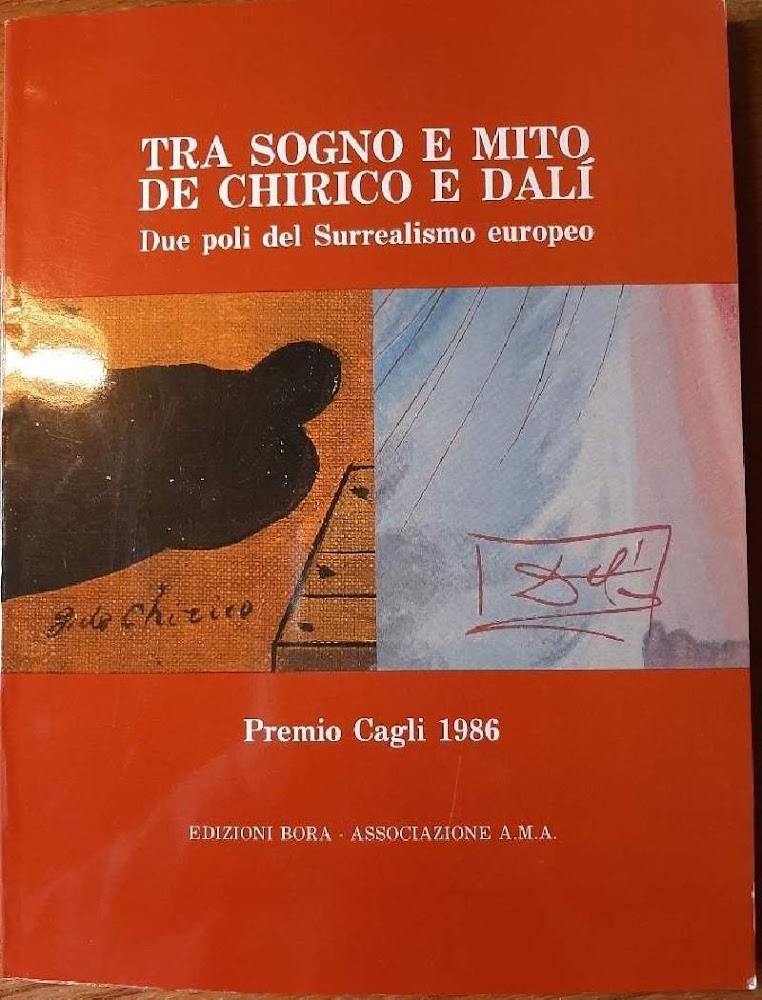 TRA SOGNO E MITO
DE CHIRICO E DALÍ
Due poli del Surrealismo europeo
G. de Chirico
Dalí
Premio Cagli 1986
EDIZIONI BORA - ASSOCIAZIONE A.M.A.